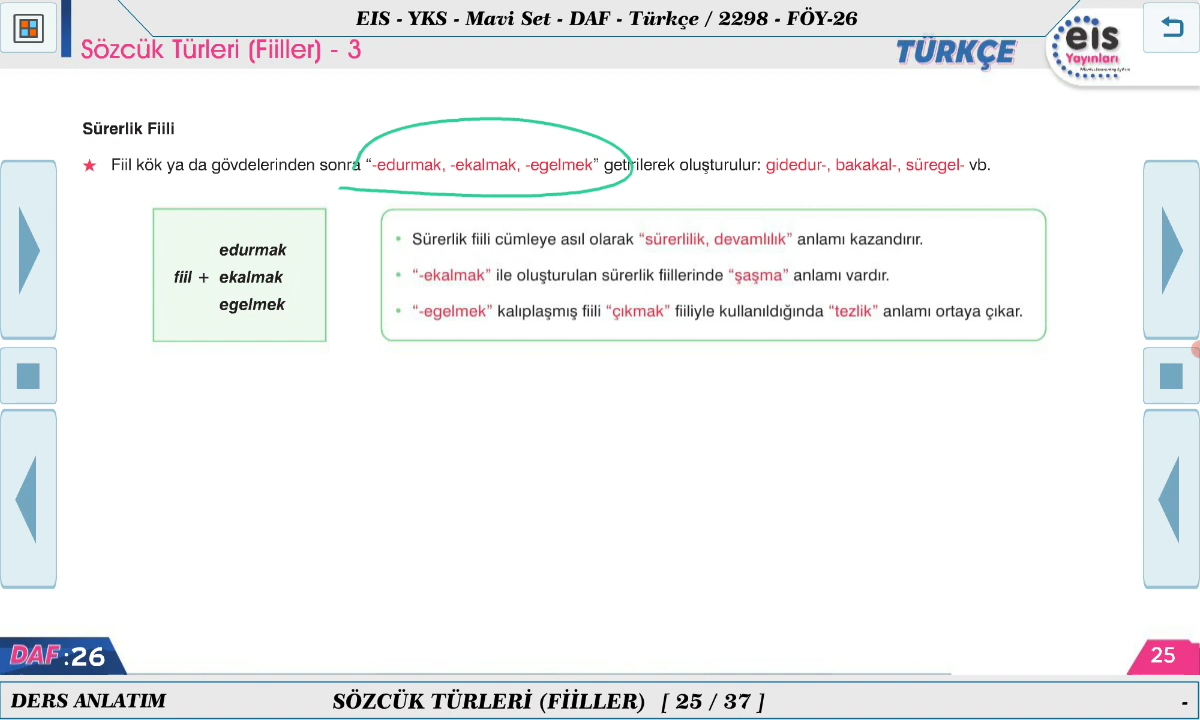 EIS - YKS - Mavi Set - DAF - Türkçe / 2298 - FÖY-26
Sözcük Türleri (Fiiller) - 3
TÜRKÇE
eis
Yayınları
Sürerlik Fiili
★ Fiil kök ya da gövdelerinden sonra “-edurmak, -ekalmak, -egelmek” getirilerek oluşturulur: gidedur-, bakakal-, süregel- vb.
edurmak
fiil + ekalmak
egelmek
• Sürerlik fiili cümleye asıl olarak “sürerlilik, devamlılık” anlamı kazandırır.
• “-ekalmak” ile oluşturulan sürerlik fiillerinde “şaşma” anlamı vardır.
• “-egelmek” kalıplaşmış fiili “çıkmak” fiiliyle kullanıldığında “tezlik” anlamı ortaya çıkar.
DAF :26
25
DERS ANLATIM
SÖZCÜK TÜRLERİ (FİİLLER) [ 25 / 37 ]
-